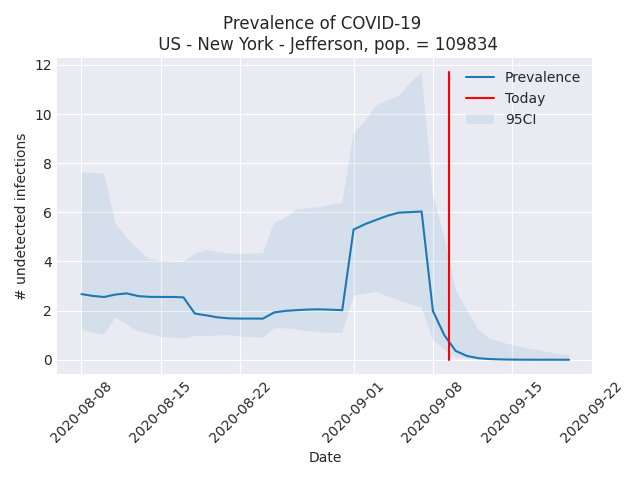 Prevalence of COVID-19
US - New York - Jefferson, pop. = 109834
12
10
8
6
4
2
0
# undetected infections
Prevalence
Today
95CI
2020-08-08
2020-08-15
2020-08-22
2020-09-01
2020-09-08
2020-09-15
2020-09-22
Date